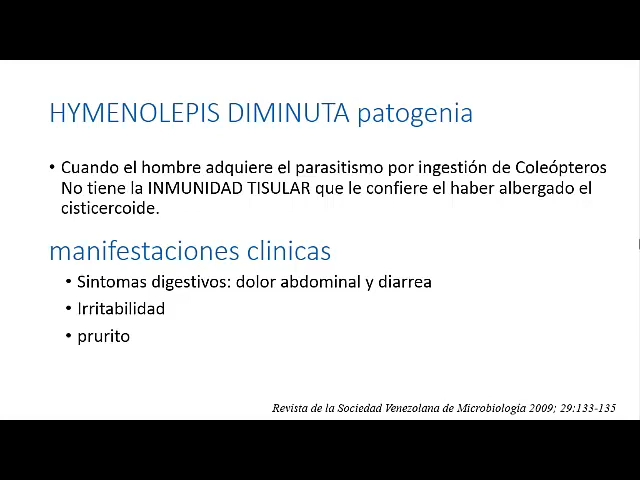 HYMENOLEPIS DIMINUTA patogenia
• Cuando el hombre adquiere el parasitismo por ingestión de Coleópteros
No tiene la INMUNIDAD TISULAR que le confiere el haber albergado el
cisticercoide.
manifestaciones clinicas
• Sintomas digestivos: dolor abdominal y diarrea
• Irritabilidad
• prurito
Revista de la Sociedad Venezolana de Microbiología 2009; 29:133-135